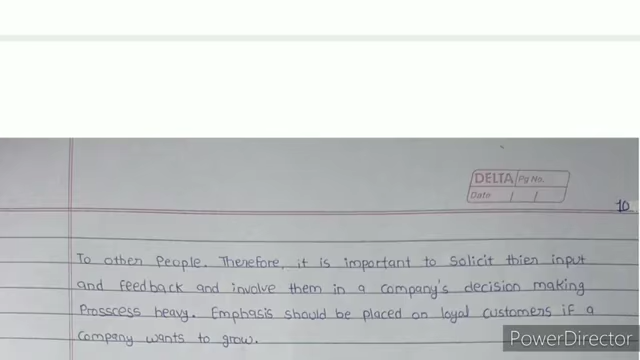 DELTA Pg No.
Date / /
10
To other People. Therefore, it is important to Solicit thier input
and feedback and involve them in a company's decision making
Prosscess heavy. Emphasis should be placed on loyal customers if a
Company wants to grow.
PowerDirector